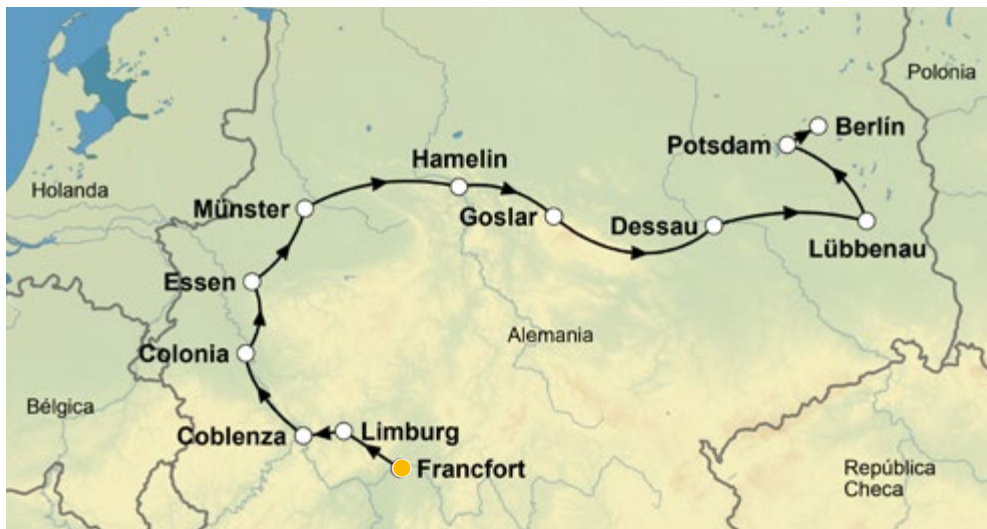 Polonia
Berlín
Potsdam
Hamelin
Holanda
Münster
Goslar
Dessau
Lübbenau
Essen
Alemania
Colonia
Bélgica
Coblenza
Limburg
Francfort
República
Checa